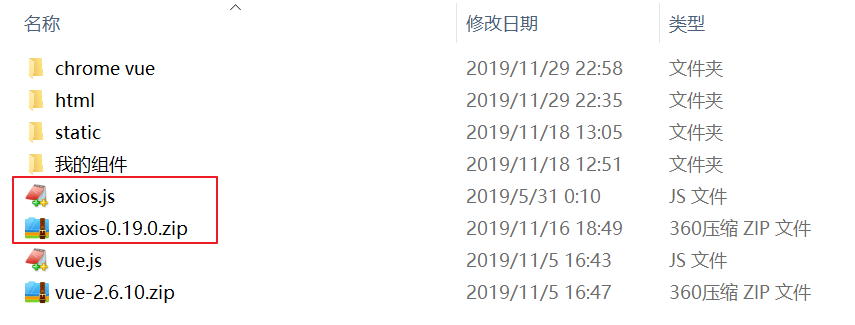 名称 修改日期 类型
chrome vue 2019/11/29 22:58 文件夹
html 2019/11/29 22:35 文件夹
static 2019/11/18 13:05 文件夹
我的组件 2019/11/18 12:51 文件夹
axios.js 2019/5/31 0:10 JS 文件
axios-0.19.0.zip 2019/11/16 18:49 360压缩 ZIP 文件
vue.js 2019/11/5 16:43 JS 文件
vue-2.6.10.zip 2019/11/5 16:47 360压缩 ZIP 文件